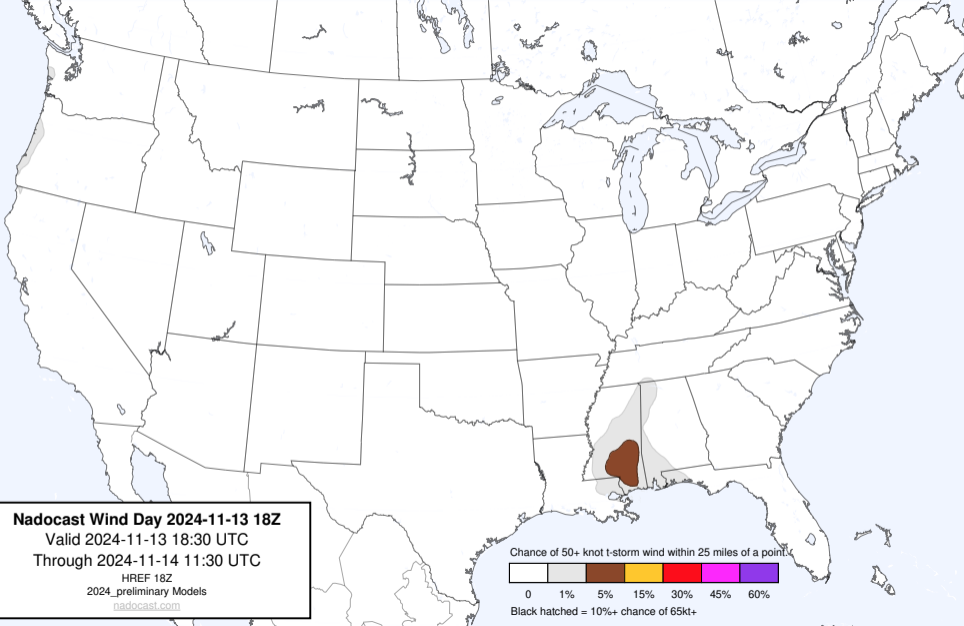 Nadocast Wind Day 2024-11-13 18Z
Valid 2024-11-13 18:30 UTC
Through 2024-11-14 11:30 UTC
HREF 18Z
2024_preliminary Models
nadocast.com
Chance of 50+ knot t-storm wind within 25 miles of a point.
0 1% 5% 15% 30% 45% 60%
Black hatched = 10%+ chance of 65kt+